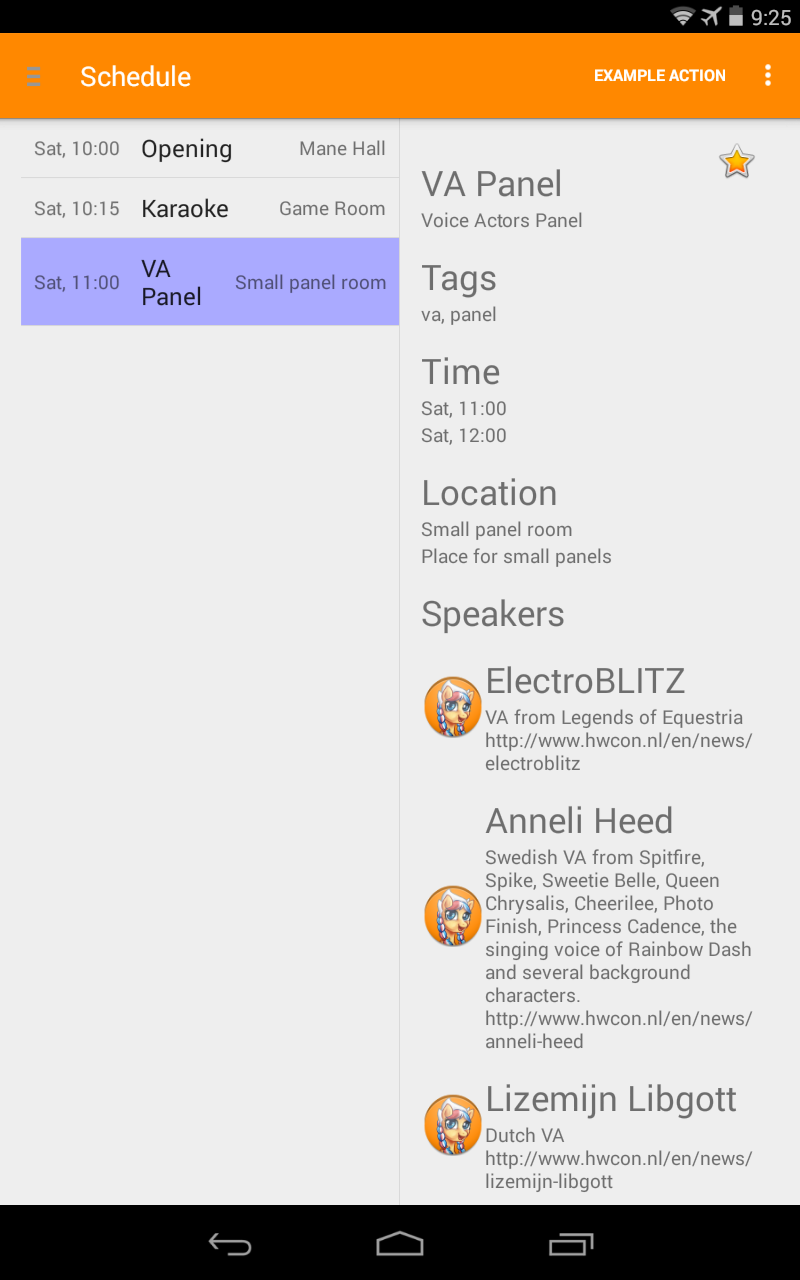 9:25
Schedule
EXAMPLE ACTION
Sat, 10:00 Opening Mane Hall
Sat, 10:15 Karaoke Game Room
Sat, 11:00 VA Panel Small panel room
VA Panel
Voice Actors Panel
Tags
va, panel
Time
Sat, 11:00
Sat, 12:00
Location
Small panel room
Place for small panels
Speakers
ElectroBLITZ
VA from Legends of Equestria
http://www.hwcon.nl/en/news/
electroblitz
Anneli Heed
Swedish VA from Spitfire,
Spike, Sweetie Belle, Queen
Chrysalis, Cheerilee, Photo
Finish, Princess Cadence, the
singing voice of Rainbow Dash
and several background
characters.
http://www.hwcon.nl/en/news/
anneli-heed
Lizemijn Libgott
Dutch VA
http://www.hwcon.nl/en/news/
lizemijn-libgott